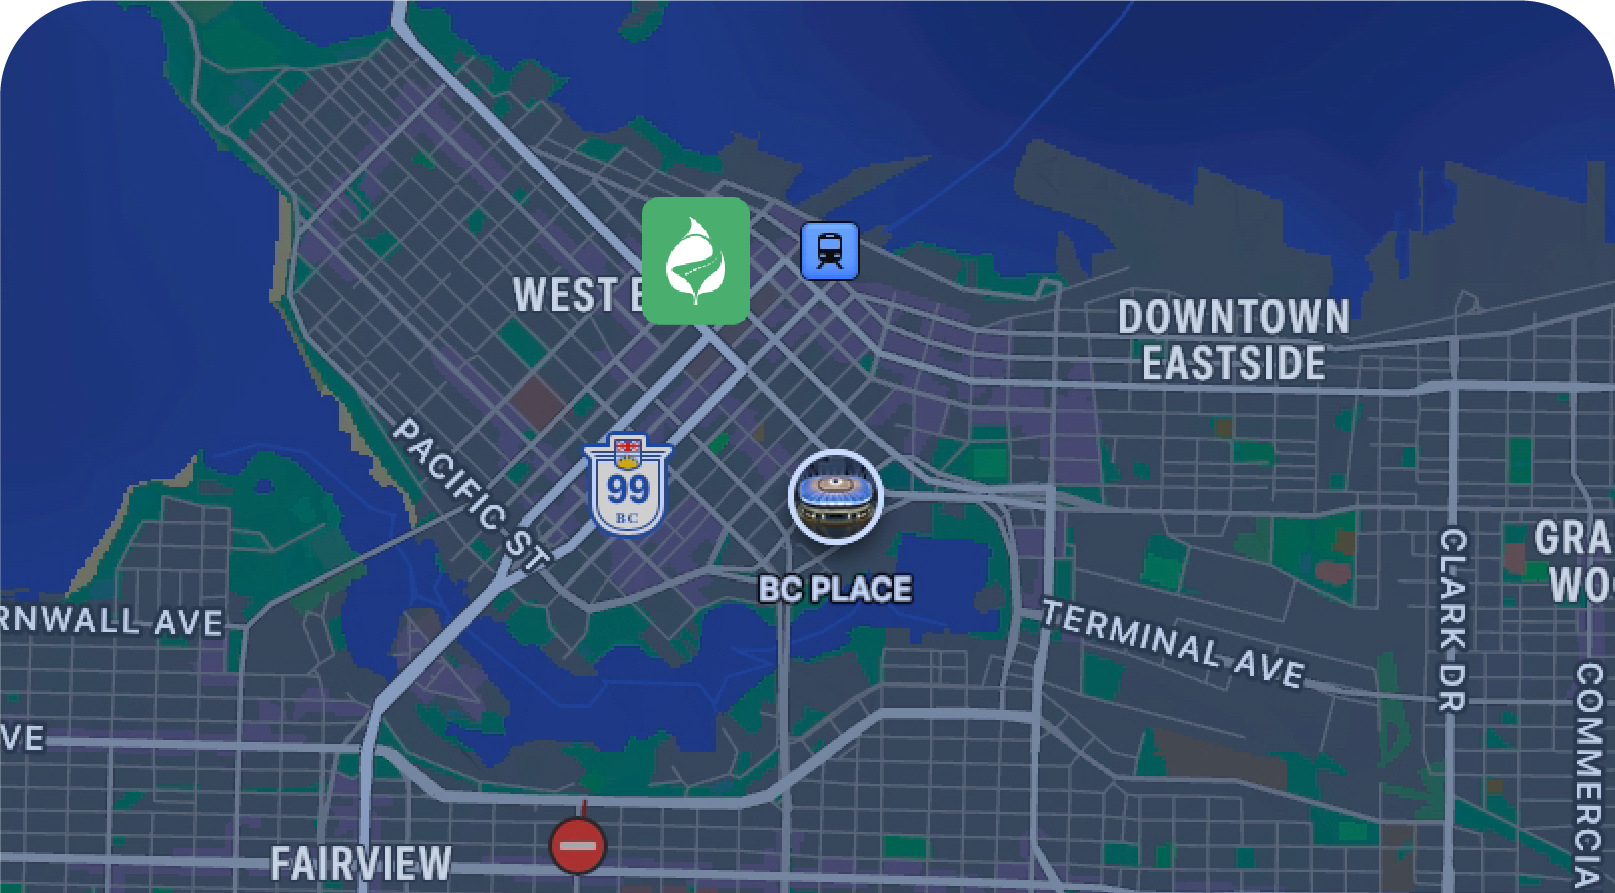 WEST E
DOWNTOWN
EASTSIDE
PACIFIC ST
99
BC
BC PLACE
GRA
WO
CLARK DR
RNWALL AVE
TERMINAL AVE
COMMERCIA
VE
FAIRVIEW